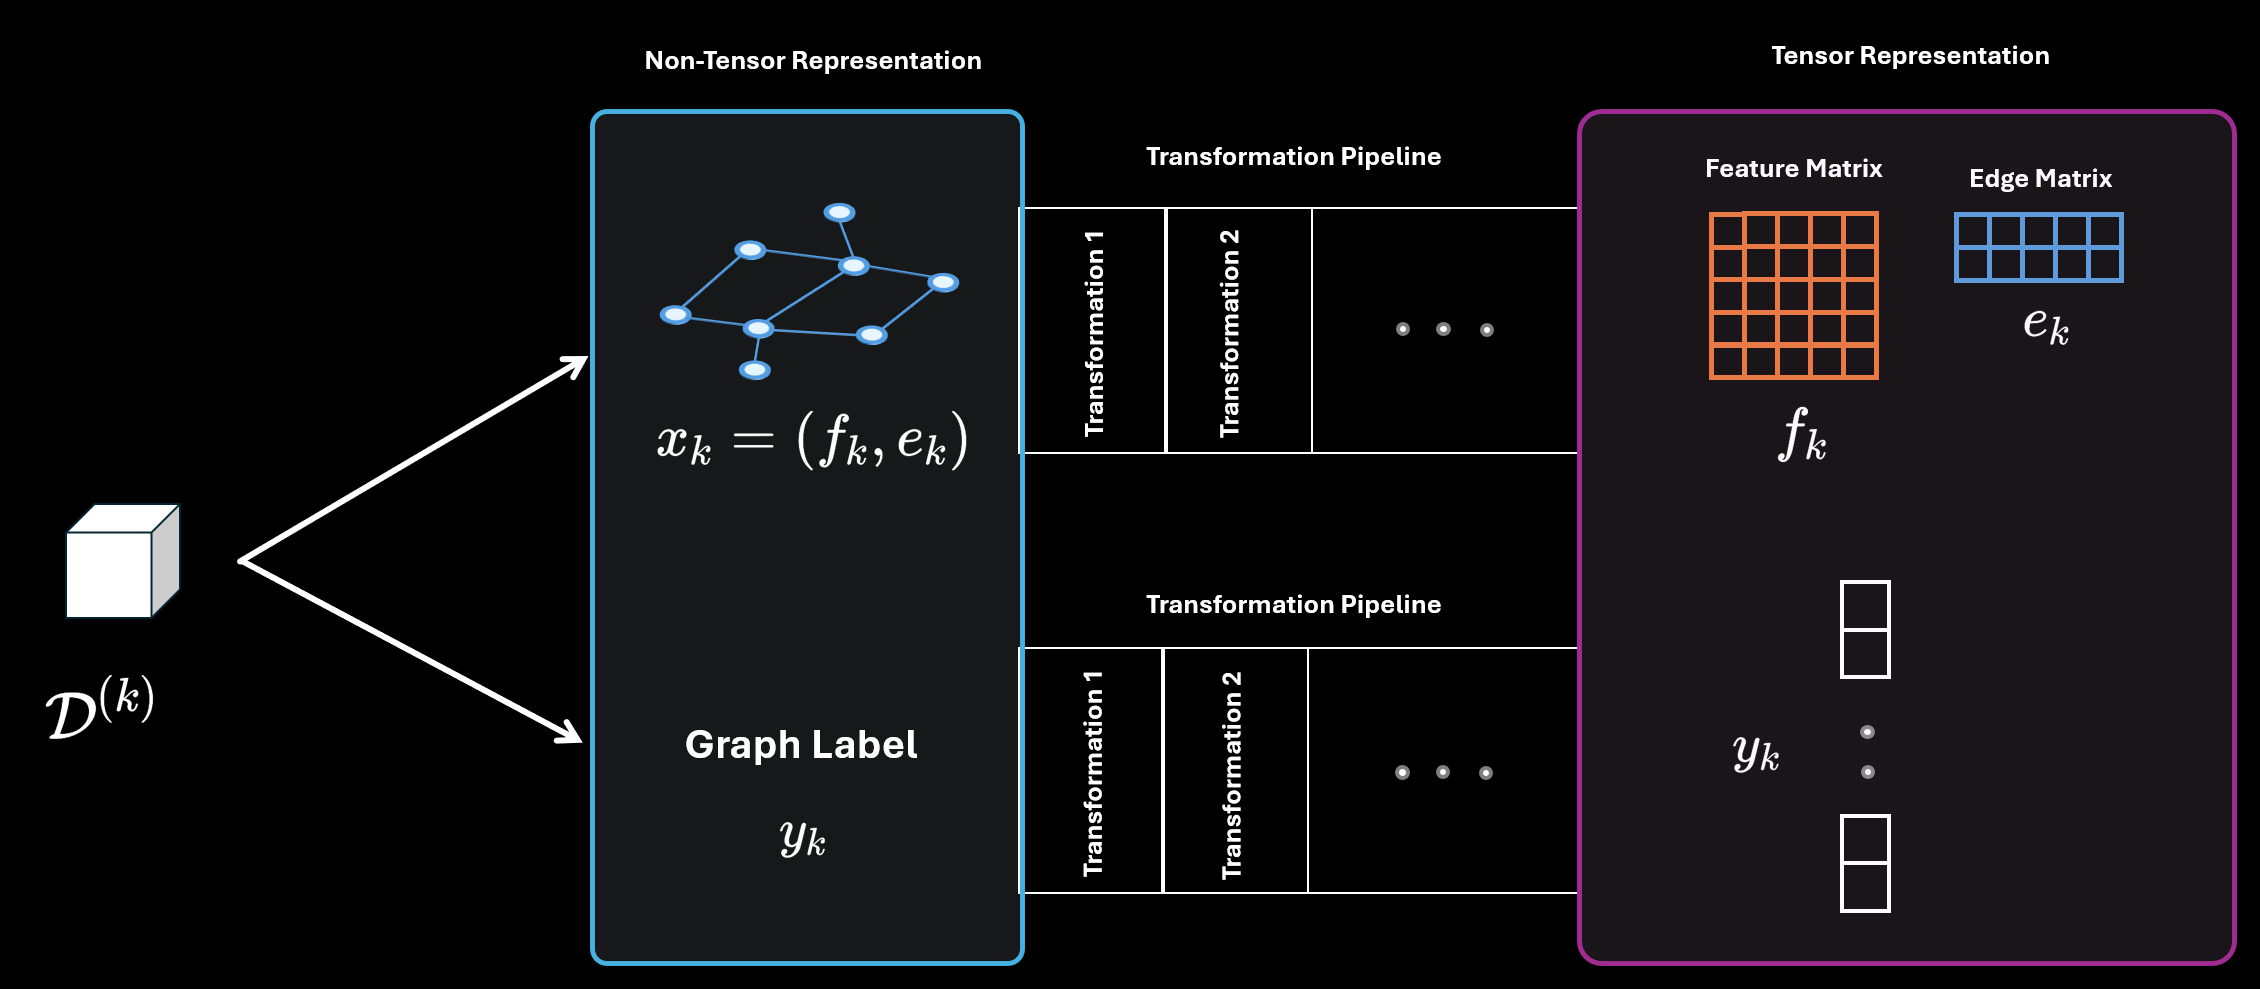 Non-Tensor Representation
Tensor Representation
Transformation Pipeline
Feature Matrix
Edge Matrix
Transformation 1
Transformation 2
e_k
f_k
x_k = (f_k, e_k)
𝒟^(k)
Transformation Pipeline
Graph Label
y_k
Transformation 1
Transformation 2
y_k